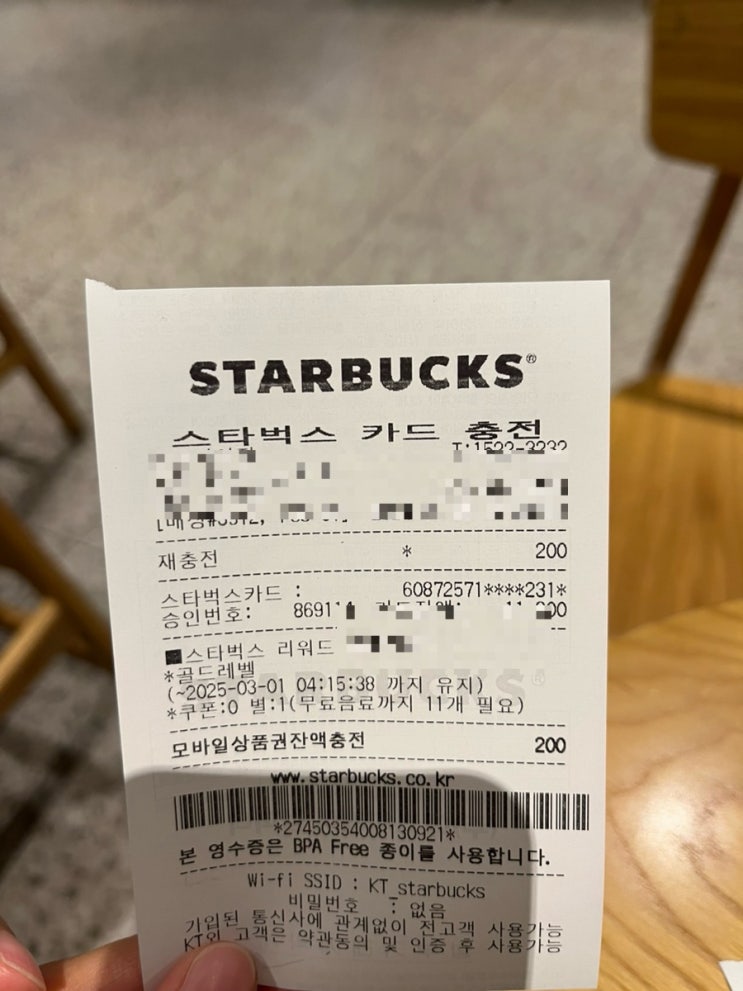 STARBUCKS®
스타벅스 카드 충전
T:1522-3232
재충전 * 200
스타벅스카드 : 60872571****231*
승인번호:
■스타벅스 리워드
*골드레벨
(~2025-03-01 04:15:38 까지 유지)
*쿠폰:0 별:1(무료음료까지 11개 필요)
모바일상품권잔액충전 200
www.starbucks.co.kr
*27450354008130921*
본 영수증은 BPA Free 종이를 사용합니다.
Wi-fi SSID : KT_starbucks
비밀번호 : 없음
가입된 통신사에 관계없이 전고객 사용가능
KT외 고객은 약관동의 및 인증 후 사용가능